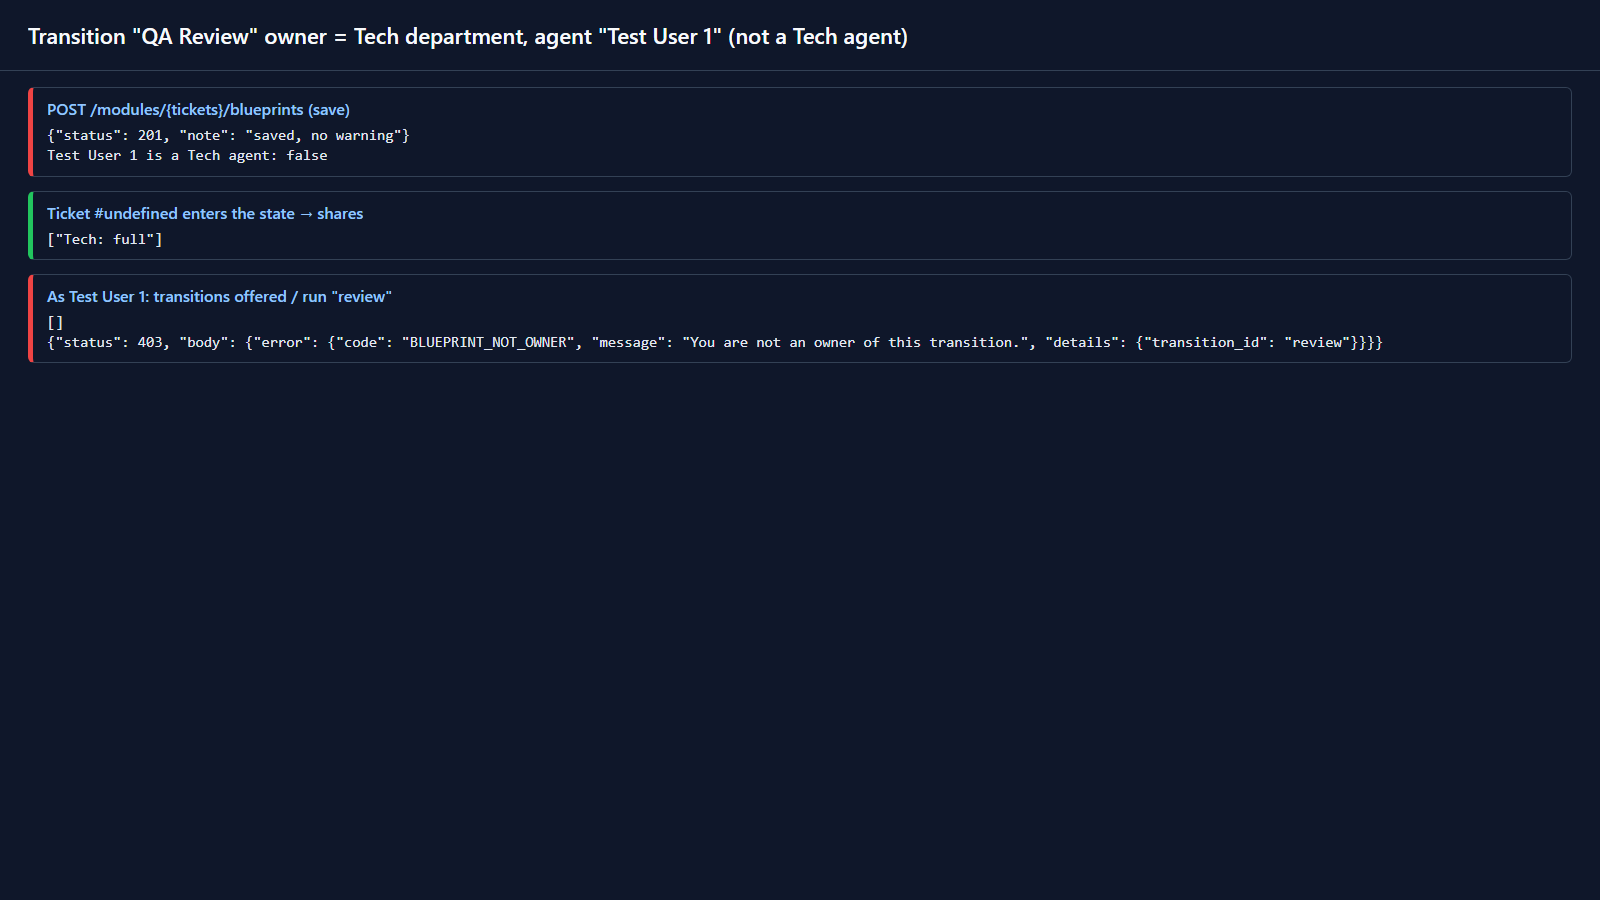 Transition "QA Review" owner = Tech department, agent "Test User 1" (not a Tech agent)
POST /modules/{tickets}/blueprints (save)
{"status": 201, "note": "saved, no warning"}
Test User 1 is a Tech agent: false
Ticket #undefined enters the state → shares
["Tech: full"]
As Test User 1: transitions offered / run "review"
[]
{"status": 403, "body": {"error": {"code": "BLUEPRINT_NOT_OWNER", "message": "You are not an owner of this transition.", "details": {"transition_id": "review"}}}}